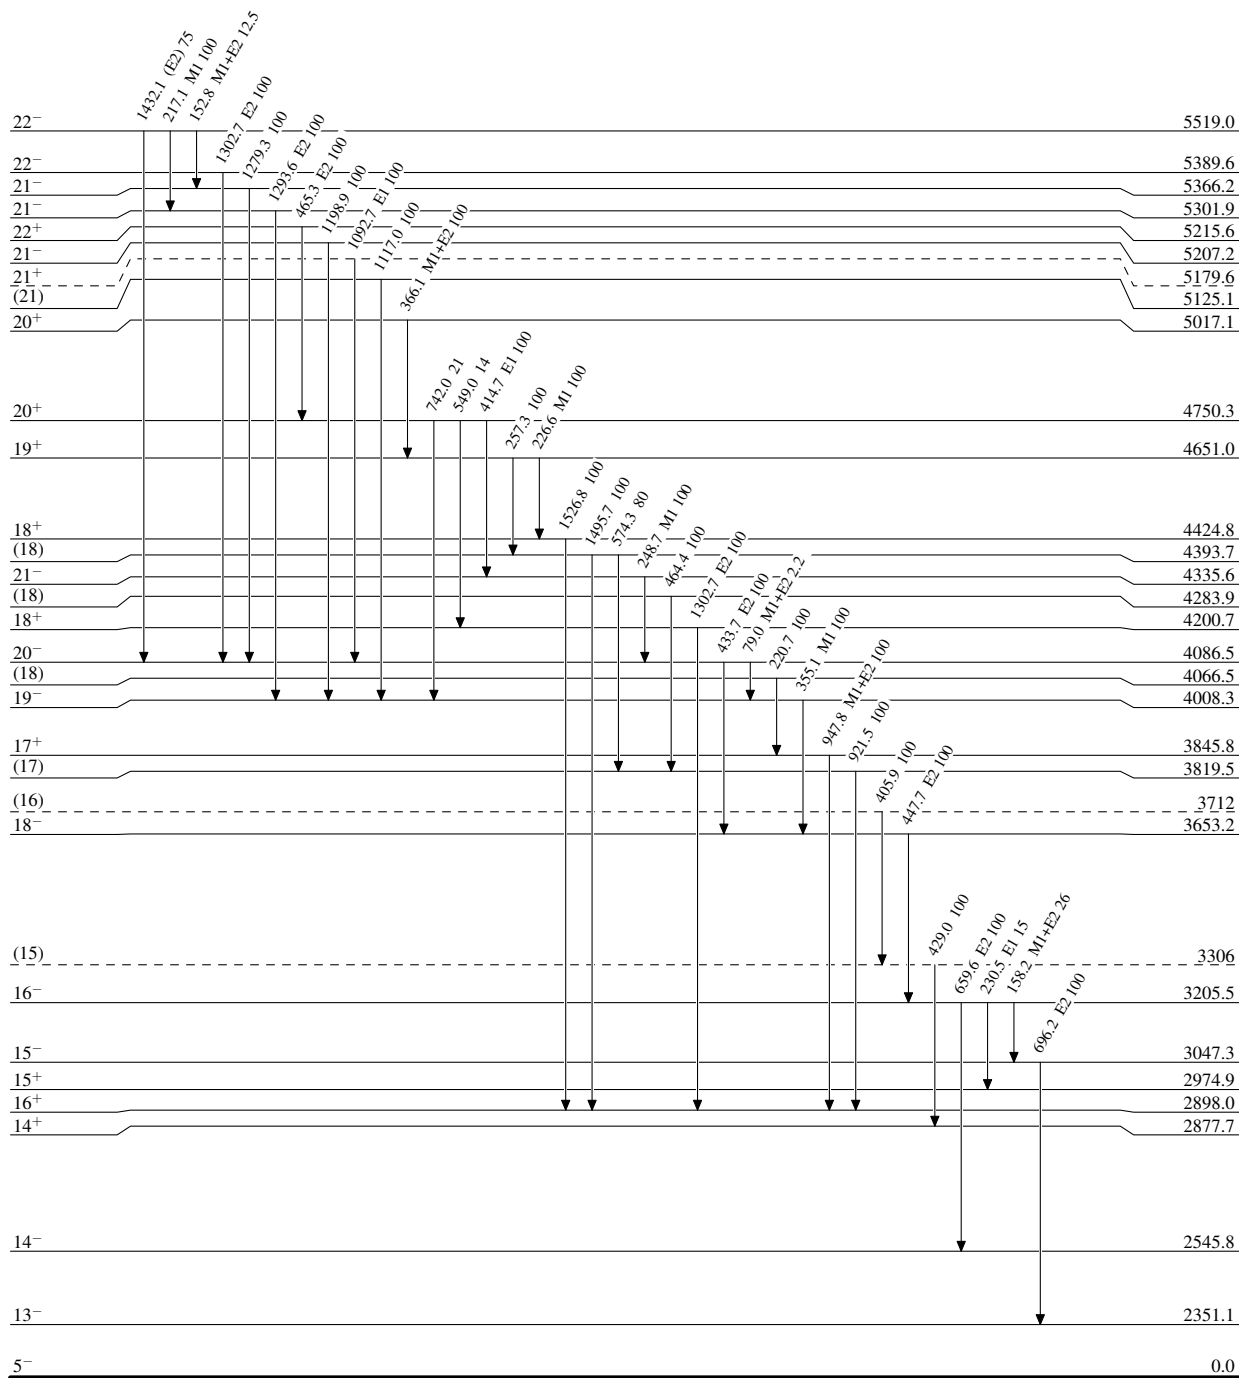 1432.1 (E2) 75
217.1 M1 100
152.8 M1+E2 12.5
22⁻ 5519.0
1302.7 E2 100
22⁻ 5389.6
1279.3 100
21⁻ 5366.2
1293.6 E2 100
21⁻ 5301.9
465.3 E2 100
22⁺ 5215.6
1198.9 100
21⁻ 5207.2
1092.7 E1 100
21⁺ 5179.6
1117.0 100
(21) 5125.1
366.1 M1+E2 100
20⁺ 5017.1
742.0 21
549.0 14
414.7 E1 100
20⁺ 4750.3
257.3 100
226.6 M1 100
19⁺ 4651.0
1526.8 100
18⁺ 4424.8
1495.7 100
574.3 80
(18) 4393.7
248.7 M1 100
21⁻ 4335.6
464.4 100
(18) 4283.9
1302.7 E2 100
18⁺ 4200.7
433.7 E2 100
79.0 M1+E2 2.2
20⁻ 4086.5
220.7 100
(18) 4066.5
355.1 M1 100
19⁻ 4008.3
947.8 M1+E2 100
17⁺ 3845.8
921.5 100
(17) 3819.5
405.9 100
(16) 3712
447.7 E2 100
18⁻ 3653.2
429.0 100
(15) 3306
659.6 E2 100
230.5 E1 15
158.2 M1+E2 26
16⁻ 3205.5
696.2 E2 100
15⁻ 3047.3
15⁺ 2974.9
16⁺ 2898.0
14⁺ 2877.7
14⁻ 2545.8
13⁻ 2351.1
5⁻ 0.0